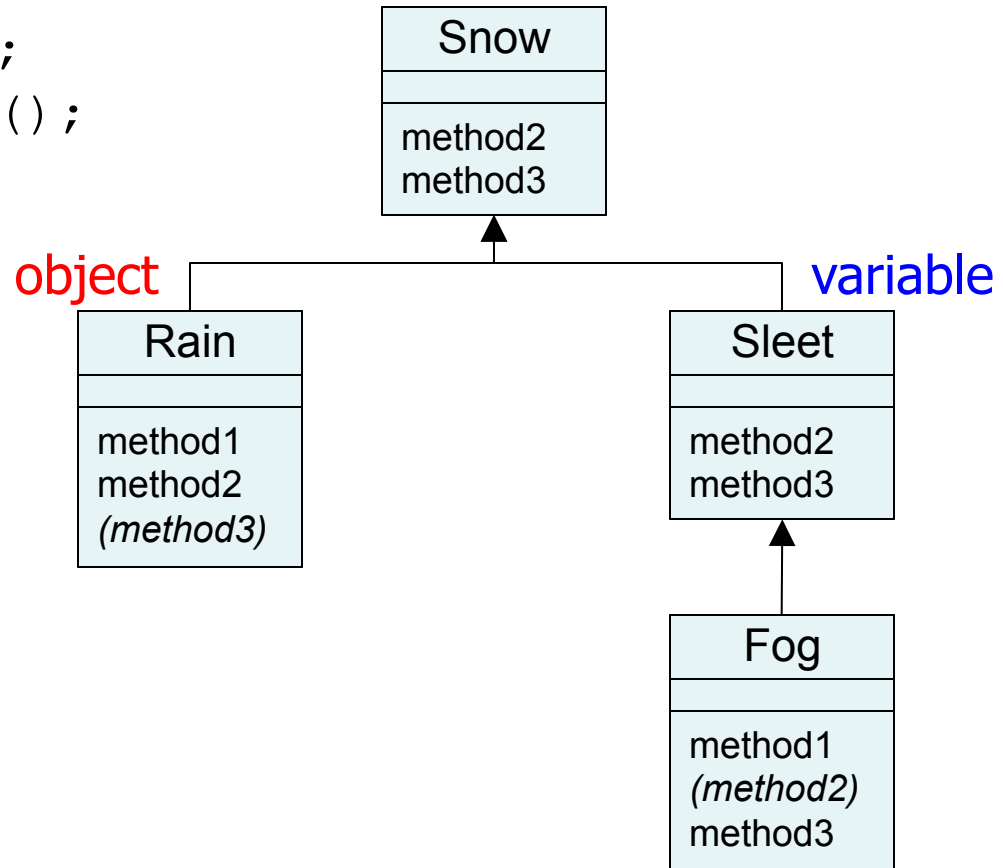 ;
();
Snow
method2
method3
object
variable
Rain
method1
method2
(method3)
Sleet
method2
method3
Fog
method1
(method2)
method3